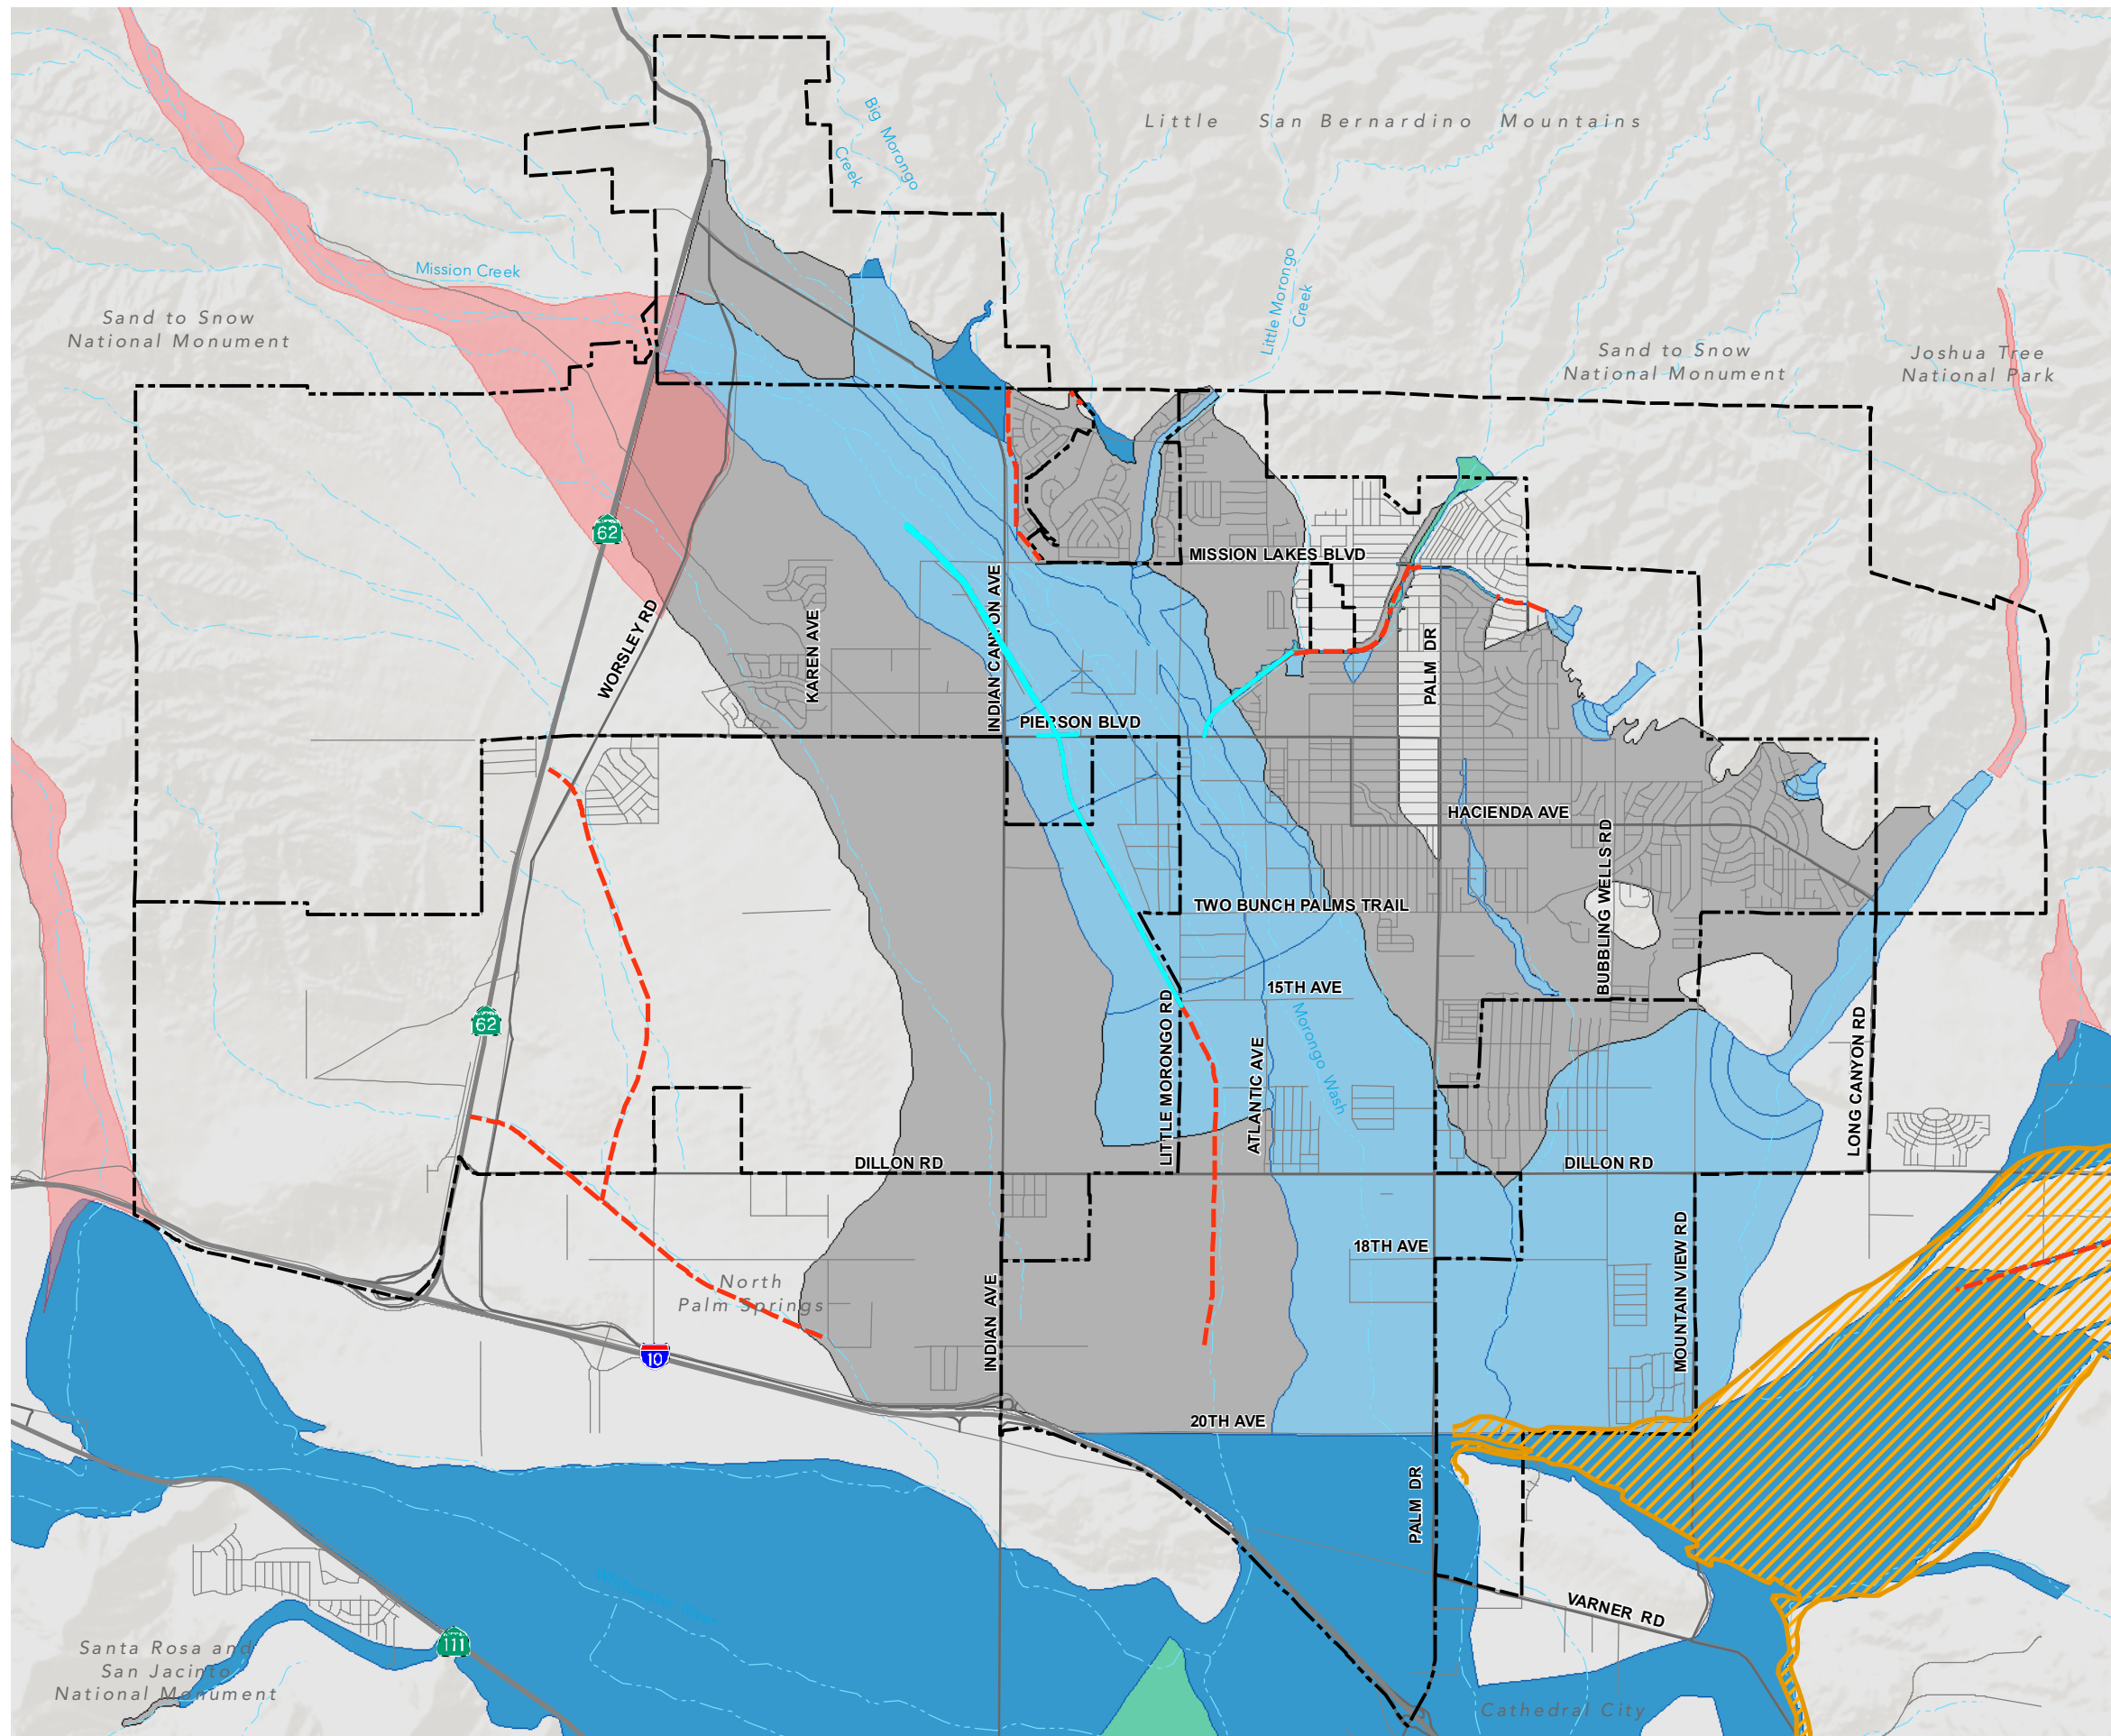 Big Morongo
Creek
Little San Bernardino Mountains
Mission Creek
Little Morongo
Creek
Sand to Snow
National Monument
Sand to Snow
National Monument
Joshua Tree
National Park
62
MISSION LAKES BLVD
INDIAN CANYON AVE
WORSLEY RD
KAREN AVE
PALM DR
PIERSON BLVD
HACIENDA AVE
BUBBLING WELLS RD
TWO BUNCH PALMS TRAIL
15TH AVE
LITTLE MORONGO RD
ATLANTIC AVE
Morongo Wash
LONG CANYON RD
62
DILLON RD
DILLON RD
18TH AVE
MOUNTAIN VIEW RD
North
Palm Springs
INDIAN AVE
10
20TH AVE
PALM DR
VARNER RD
111
Santa Rosa and
San Jacinto
National Monument
Cathedral City